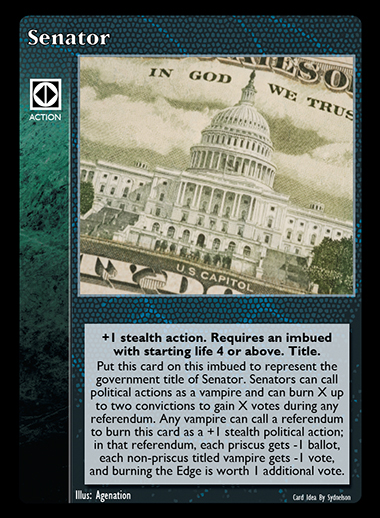 Senator
ACTION
IN GOD WE TRUS
U.S. CAPITOL
+1 stealth action. Requires an imbued
with starting life 4 or above. Title.
Put this card on this imbued to represent the
government title of Senator. Senators can call
political actions as a vampire and can burn X up
to two convictions to gain X votes during any
referendum. Any vampire can call a referendum
to burn this card as a +1 stealth political action;
in that referendum, each priscus gets -1 ballot,
each non-priscus titled vampire gets -1 vote,
and burning the Edge is worth 1 additional vote.
Illus: Agenation
Card Idea By Sydnelson